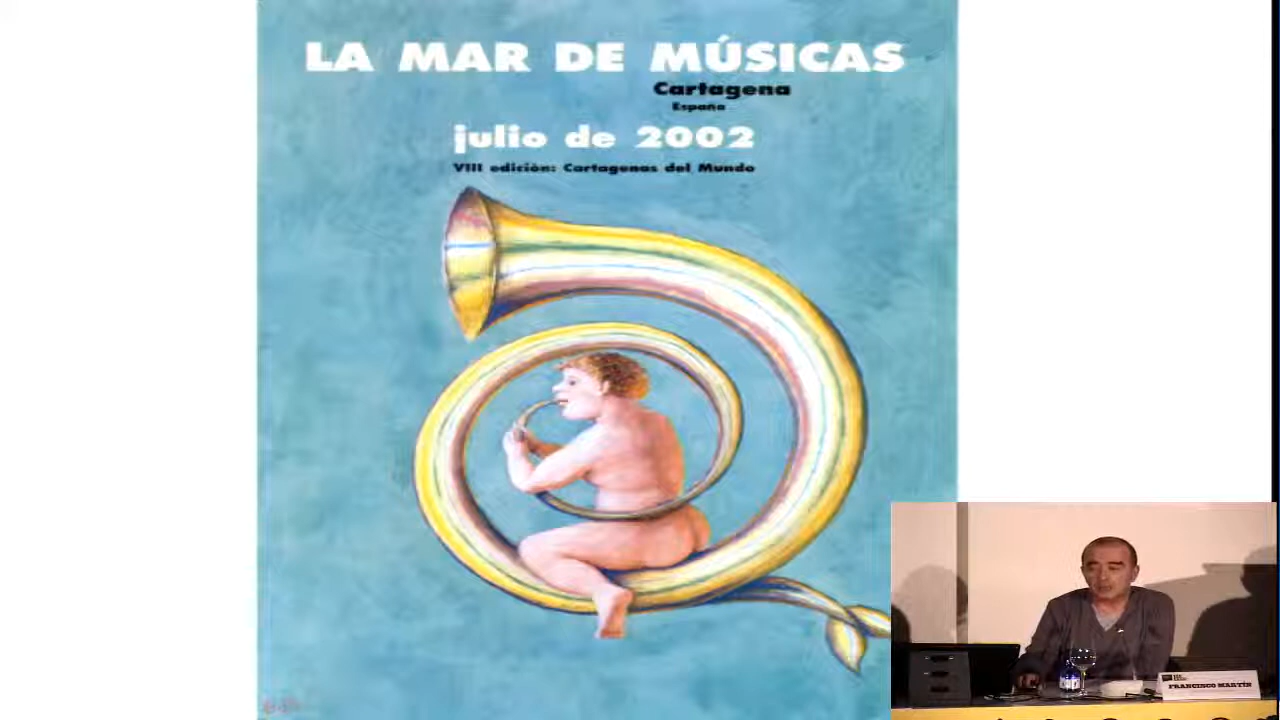 LA MAR DE MÚSICAS
Cartagena
España
julio de 2002
VIII edición: Cartagenas del Mundo
FRANCISCO MARTÍN